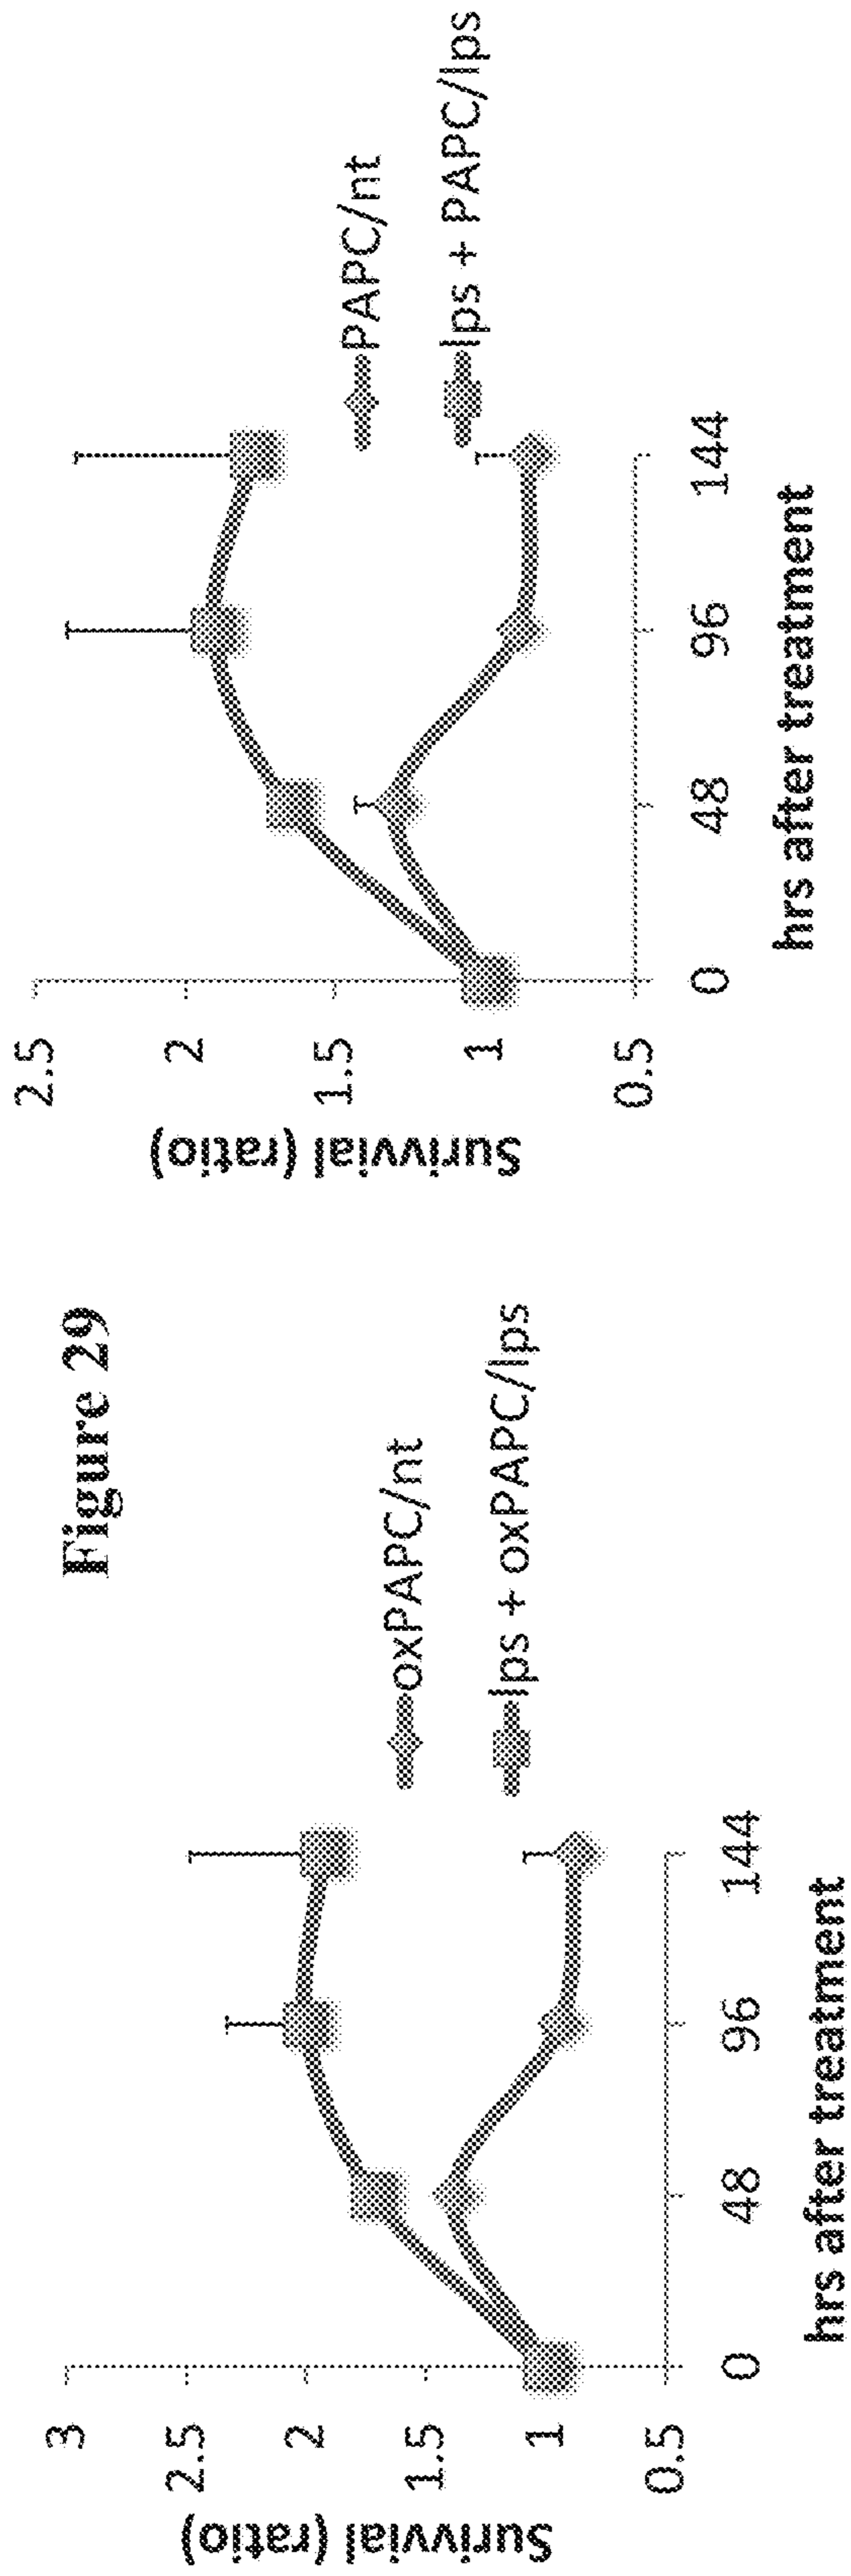 Figure 29
Surivvial (ratio)
3
2.5
2
1.5
1
0.5
0 48 96 144
hrs after treatment
oxPAPC/nt
lps + oxPAPC/lps
Surivvial (ratio)
2.5
2
1.5
1
0.5
0 48 96 144
hrs after treatment
PAPC/nt
lps + PAPC/lps